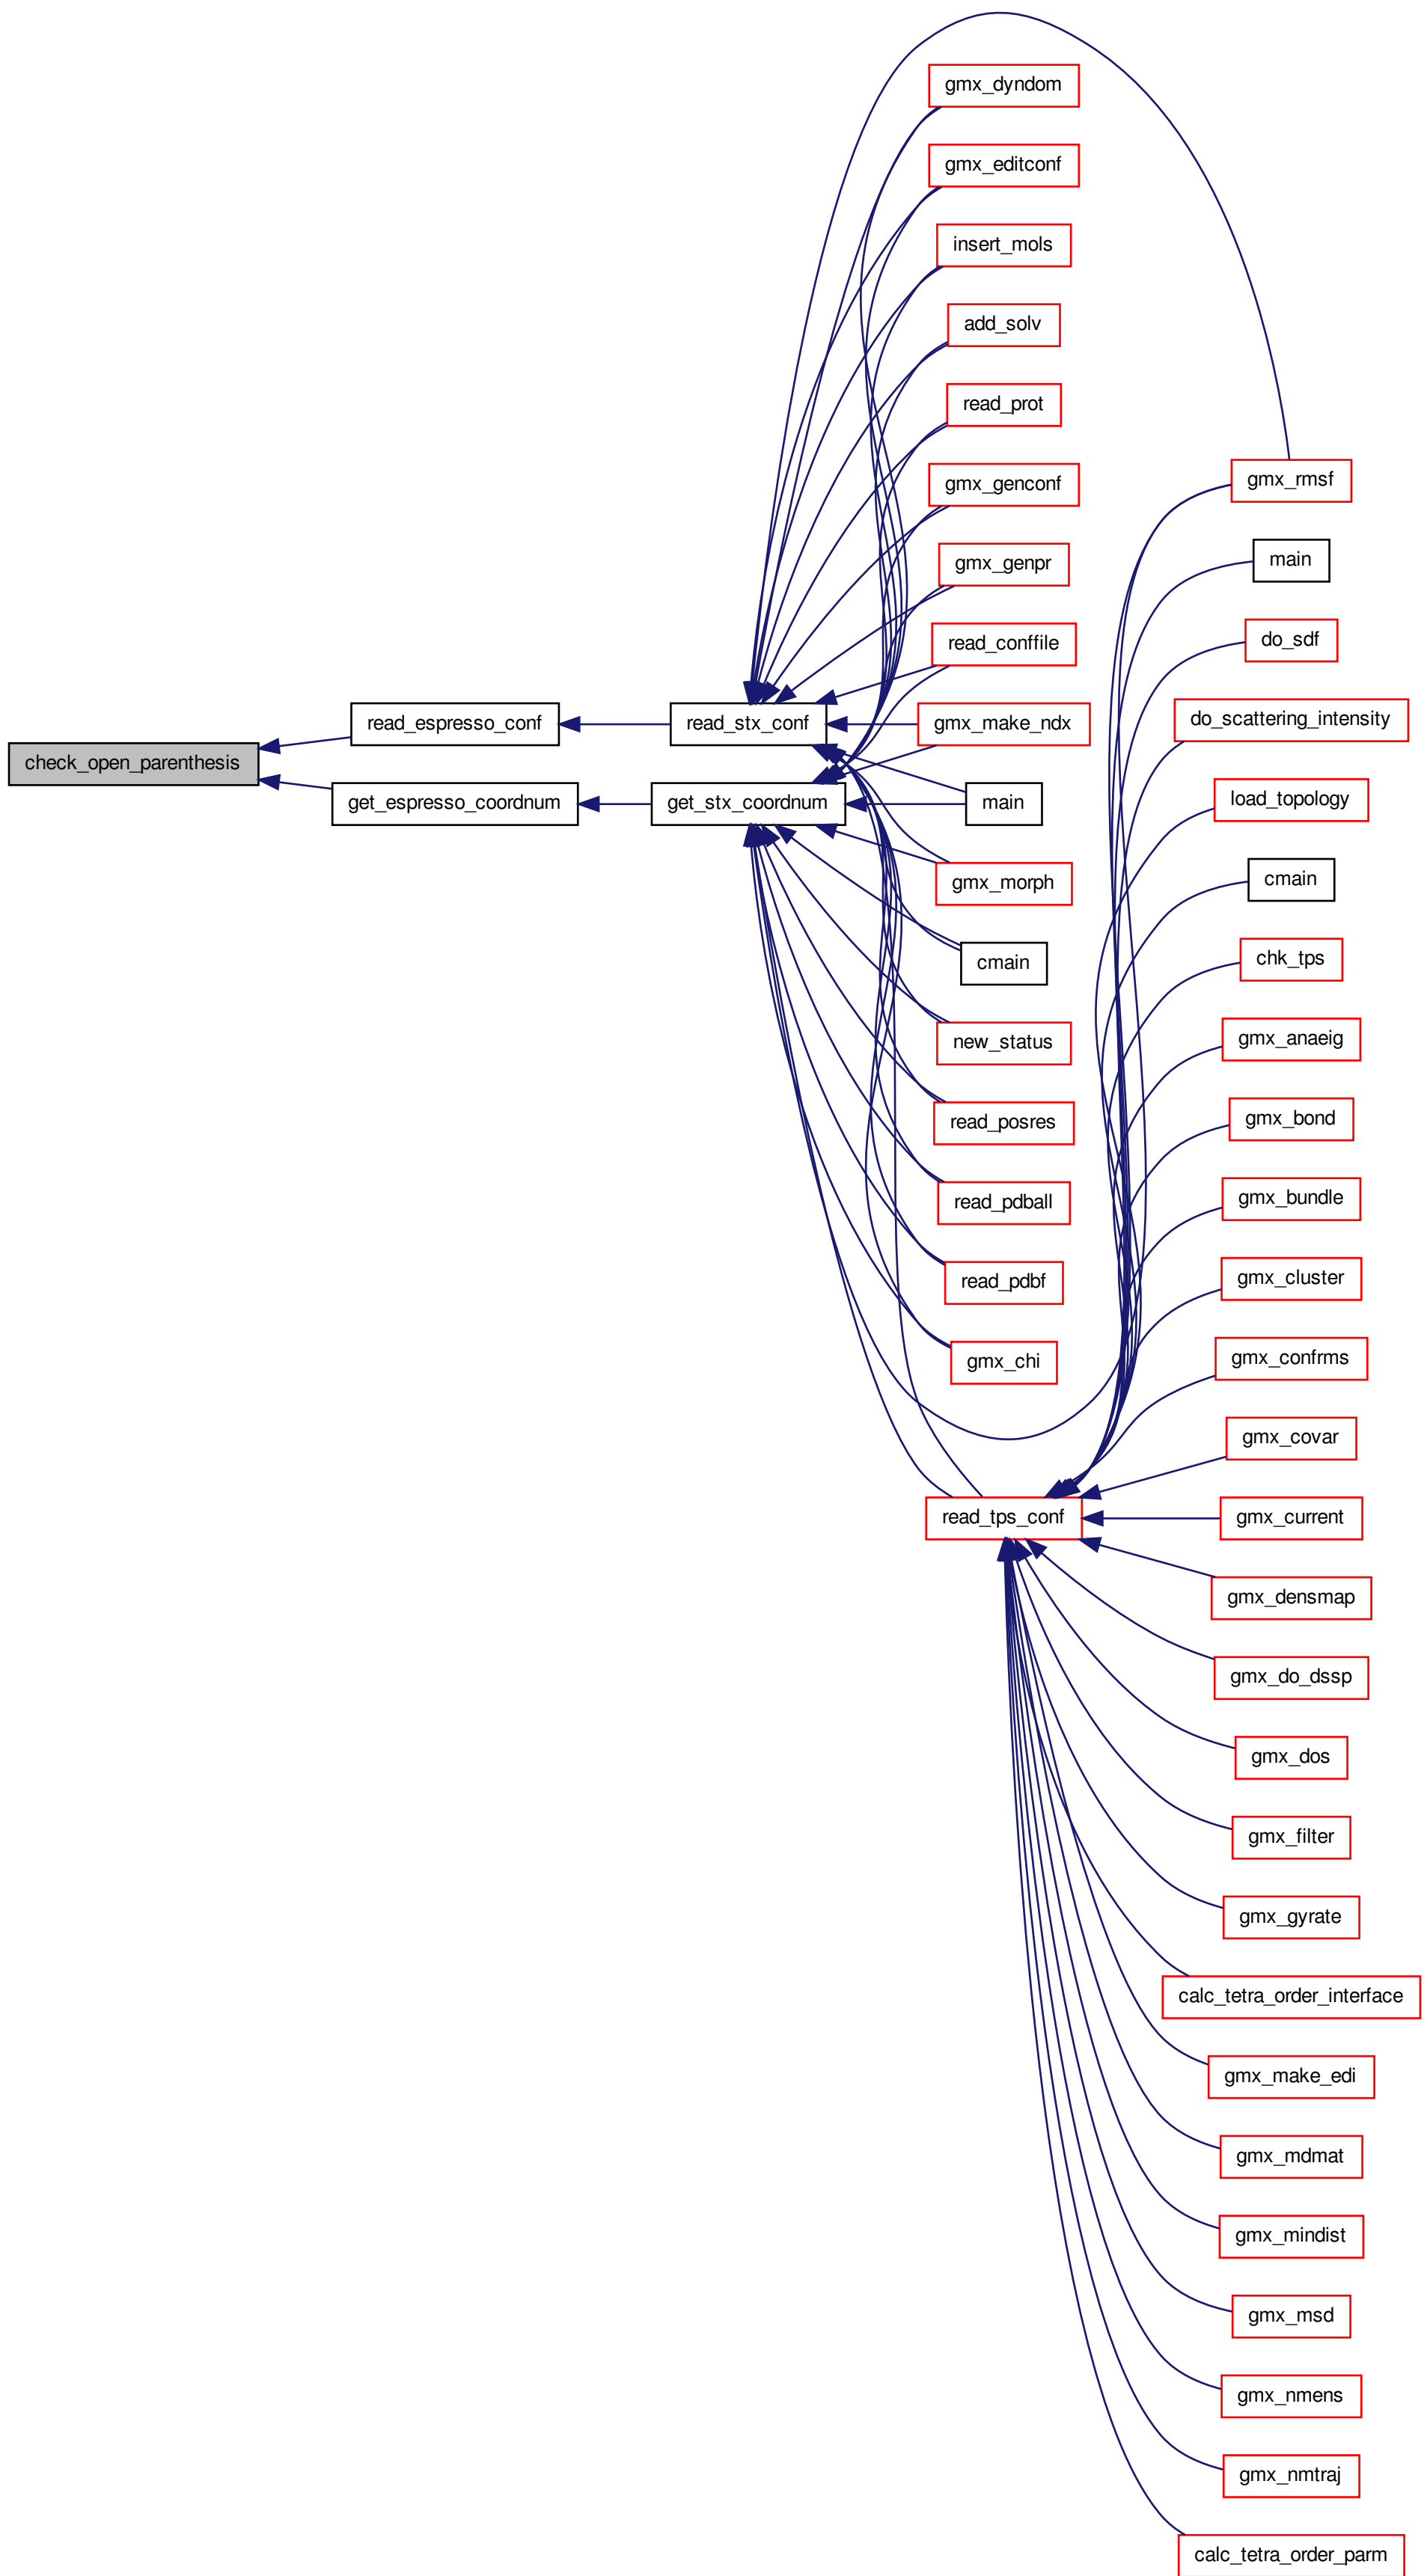 check_open_parenthesis
read_espresso_conf
get_espresso_coordnum
read_stx_conf
get_stx_coordnum
gmx_dyndom
gmx_editconf
insert_mols
add_solv
read_prot
gmx_genconf
gmx_genpr
read_conffile
gmx_make_ndx
main
gmx_morph
cmain
new_status
read_posres
read_pdball
read_pdbf
gmx_chi
read_tps_conf
gmx_rmsf
main
do_sdf
do_scattering_intensity
load_topology
cmain
chk_tps
gmx_anaeig
gmx_bond
gmx_bundle
gmx_cluster
gmx_confrms
gmx_covar
gmx_current
gmx_densmap
gmx_do_dssp
gmx_dos
gmx_filter
gmx_gyrate
calc_tetra_order_interface
gmx_make_edi
gmx_mdmat
gmx_mindist
gmx_msd
gmx_nmens
gmx_nmtraj
calc_tetra_order_parm